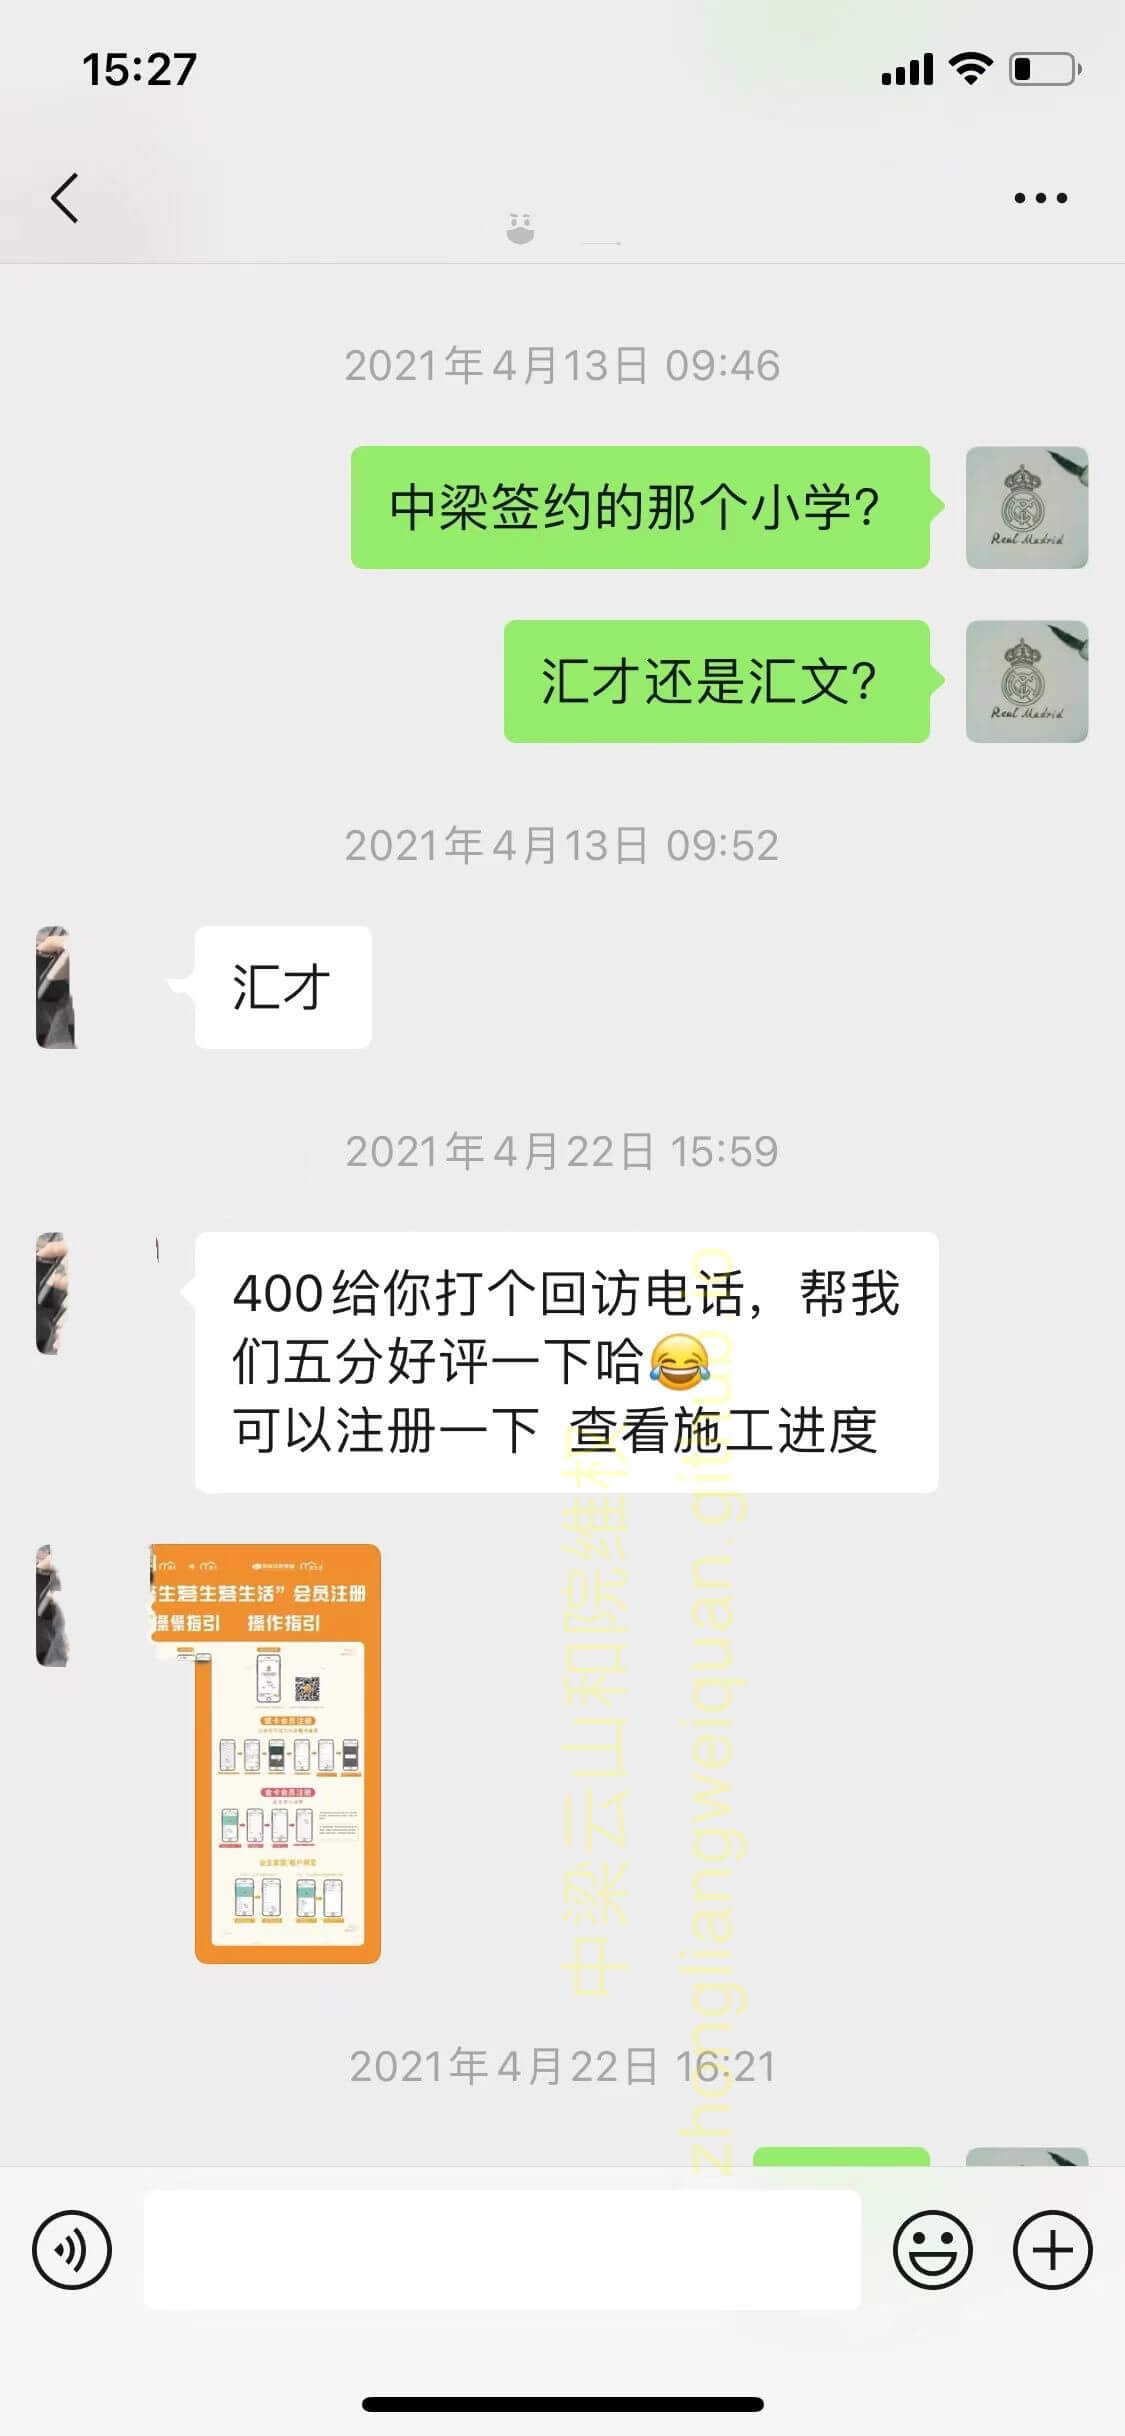 15:27
2021年4月13日 09:46
中梁签约的那个小学?
Real Madrid
汇才还是汇文?
Real Madrid
2021年4月13日 09:52
汇才
2021年4月22日 15:59
400给你打个回访电话，帮我
们五分好评一下哈😂
可以注册一下 查看施工进度
生茖生茖生活”会员注册
指引 操作指引
2021年4月22日 16:21
中梁云山和院维权
zhongliangweiquan.github.io